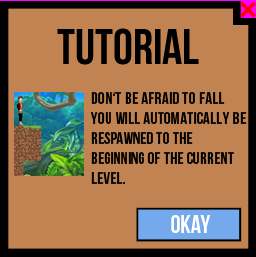 TUTORIAL
DON'T BE AFRAID TO FALL
YOU WILL AUTOMATICALLY BE
RESPAWNED TO THE
BEGINNING OF THE CURRENT
LEVEL.
OKAY